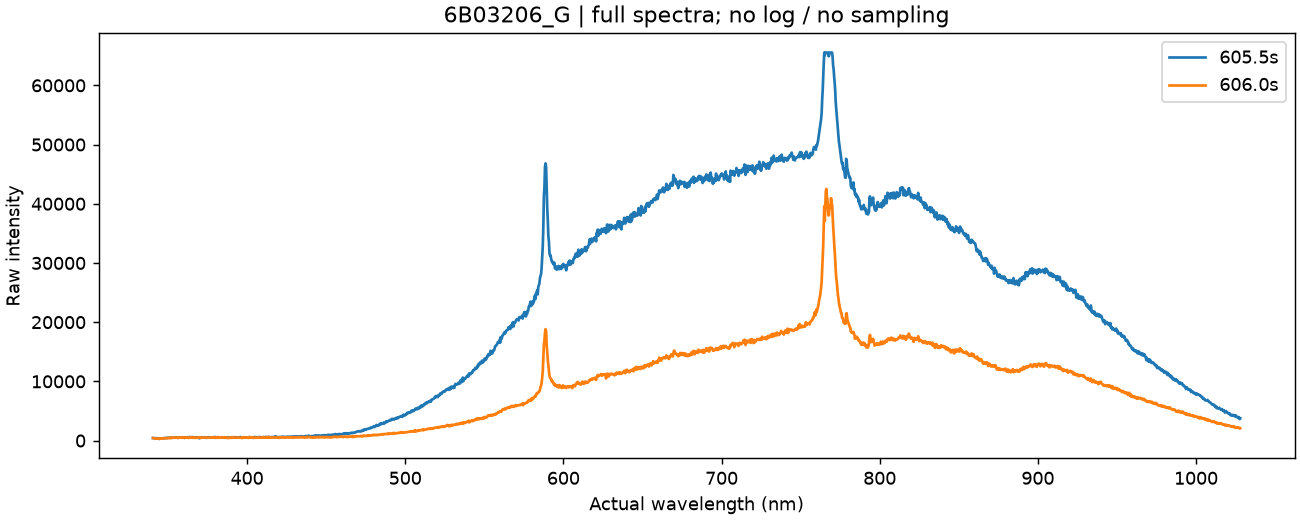 6B03206_G | full spectra; no log / no sampling
605.5s
606.0s
Raw intensity
60000
50000
40000
30000
20000
10000
0
400 500 600 700 800 900 1000
Actual wavelength (nm)